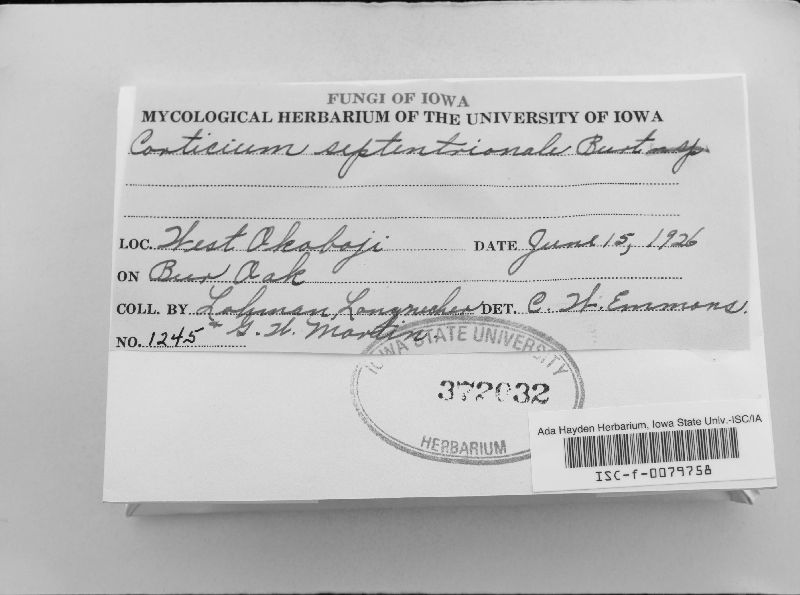 FUNGI OF IOWA
MYCOLOGICAL HERBARIUM OF THE UNIVERSITY OF IOWA
Corticium septentrionale Burt n sp.
LOC. West Okoboji DATE June 15, 1926
ON Bur Oak
COLL. BY Lohman, DET. C W. Emmons.
+ G. W. Martin
NO. 1245
IOWA STATE UNIVERSITY
372032
HERBARIUM
Ada Hayden Herbarium, Iowa State Univ.-ISC/IA
ISC-f-0079758